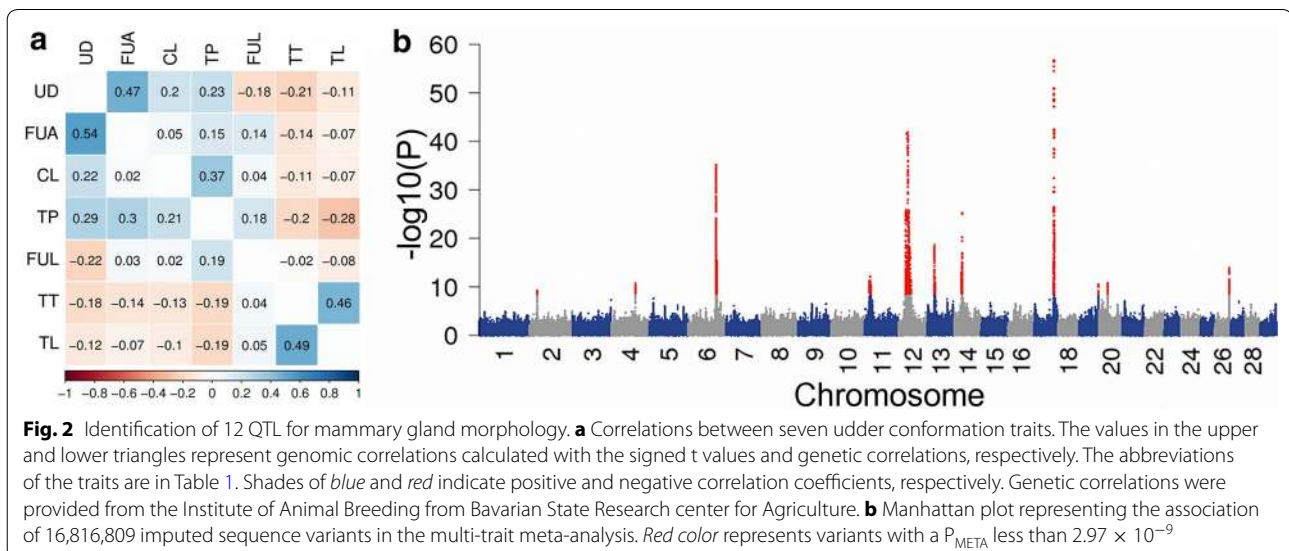 a
UD FUA CL TP FUL TT TL
UD 0.47 0.2 0.23 −0.18 −0.21 −0.11
FUA 0.54 0.05 0.15 0.14 −0.14 −0.07
CL 0.22 0.02 0.37 0.04 −0.11 −0.07
TP 0.29 0.3 0.21 0.18 −0.2 −0.28
FUL −0.22 0.03 0.02 0.19 −0.02 −0.08
TT −0.18 −0.14 −0.13 −0.19 0.04 0.46
TL −0.12 −0.07 −0.1 −0.19 0.05 0.49
-1 -0.8 -0.6 -0.4 -0.2 0 0.2 0.4 0.6 0.8 1
b
-log10(P)
60
50
40
30
20
10
0
1 2 3 4 5 6 7 8 9 10 11 12 13 14 15 16 18 20 22 24 26 28
Chromosome
Fig. 2 Identification of 12 QTL for mammary gland morphology. a Correlations between seven udder conformation traits. The values in the upper
and lower triangles represent genomic correlations calculated with the signed t values and genetic correlations, respectively. The abbreviations
of the traits are in Table 1. Shades of blue and red indicate positive and negative correlation coefficients, respectively. Genetic correlations were
provided from the Institute of Animal Breeding from Bavarian State Research center for Agriculture. b Manhattan plot representing the association
of 16,816,809 imputed sequence variants in the multi-trait meta-analysis. Red color represents variants with a P_META less than 2.97 × 10⁻⁹